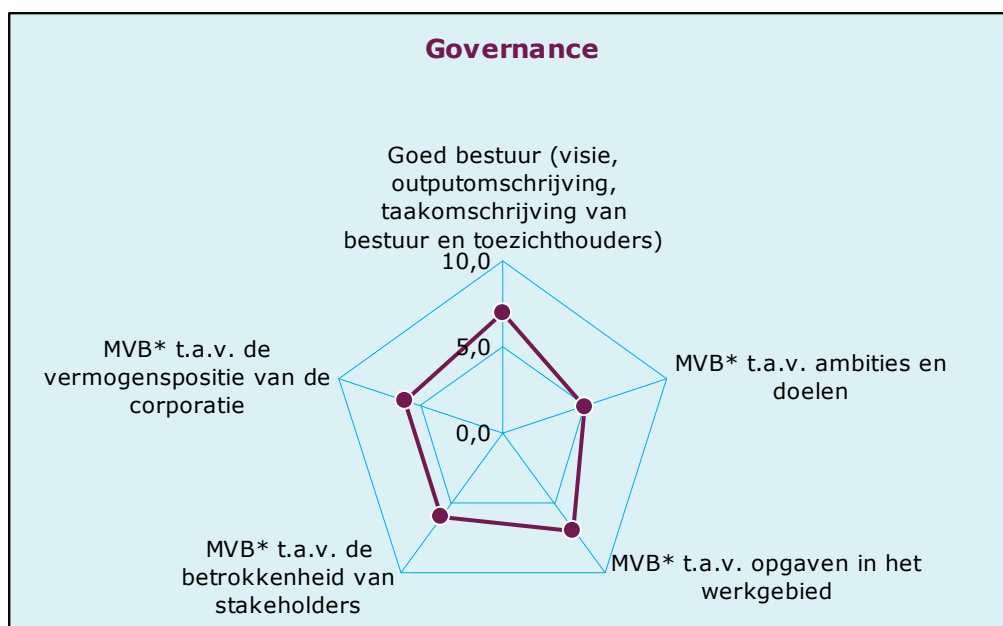 Governance
Goed bestuur (visie,
outputomschrijving,
taakomschrijving van
bestuur en toezichthouders)
10,0
5,0
0,0
MVB* t.a.v. ambities en
doelen
MVB* t.a.v. opgaven in het
werkgebied
MVB* t.a.v. de
betrokkenheid van
stakeholders
MVB* t.a.v. de
vermogenspositie van de
corporatie